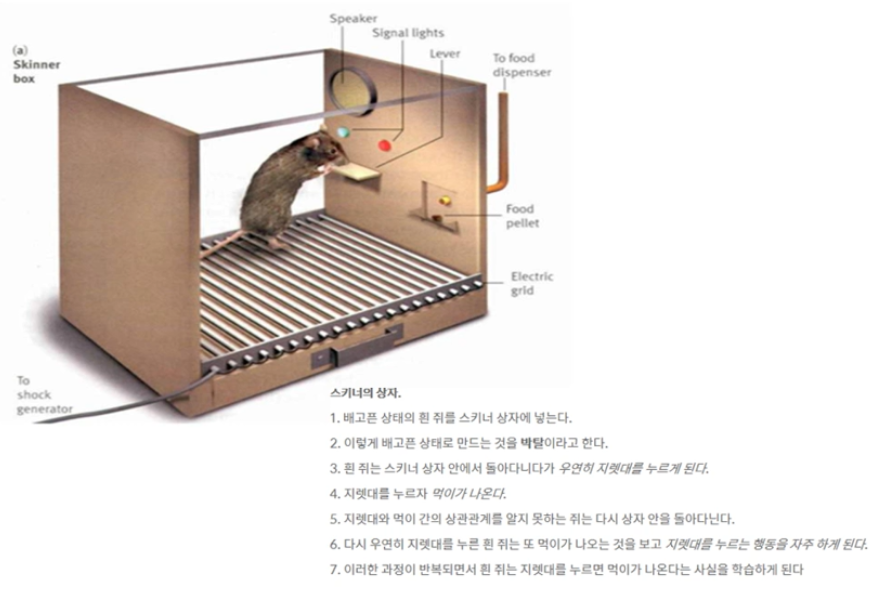 Speaker
Signal lights
Lever
(a)
Skinner
box
To food
dispenser
Food
pellet
Electric
grid
To
shock
generator
스키너의 상자.
1. 배고픈 상태의 흰 쥐를 스키너 상자에 넣는다.
2. 이렇게 배고픈 상태로 만드는 것을 박탈이라고 한다.
3. 흰 쥐는 스키너 상자 안에서 돌아다니다가 우연히 지렛대를 누르게 된다.
4. 지렛대를 누르자 먹이가 나온다.
5. 지렛대와 먹이 간의 상관관계를 알지 못하는 쥐는 다시 상자 안을 돌아다닌다.
6. 다시 우연히 지렛대를 누른 흰 쥐는 또 먹이가 나오는 것을 보고 지렛대를 누르는 행동을 자주 하게 된다.
7. 이러한 과정이 반복되면서 흰 쥐는 지렛대를 누르면 먹이가 나온다는 사실을 학습하게 된다